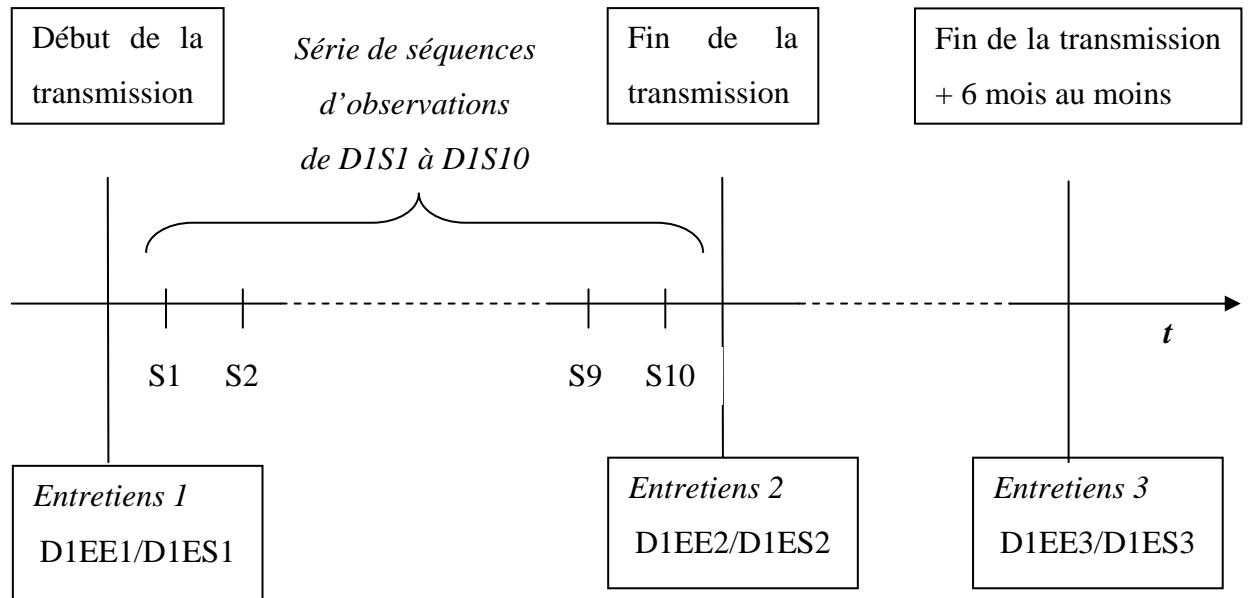 Début de la
transmission
Série de séquences
d'observations
de D1S1 à D1S10
Fin de la
transmission
Fin de la transmission
+ 6 mois au moins
t
S1 S2 S9 S10
Entretiens 1
D1EE1/D1ES1
Entretiens 2
D1EE2/D1ES2
Entretiens 3
D1EE3/D1ES3